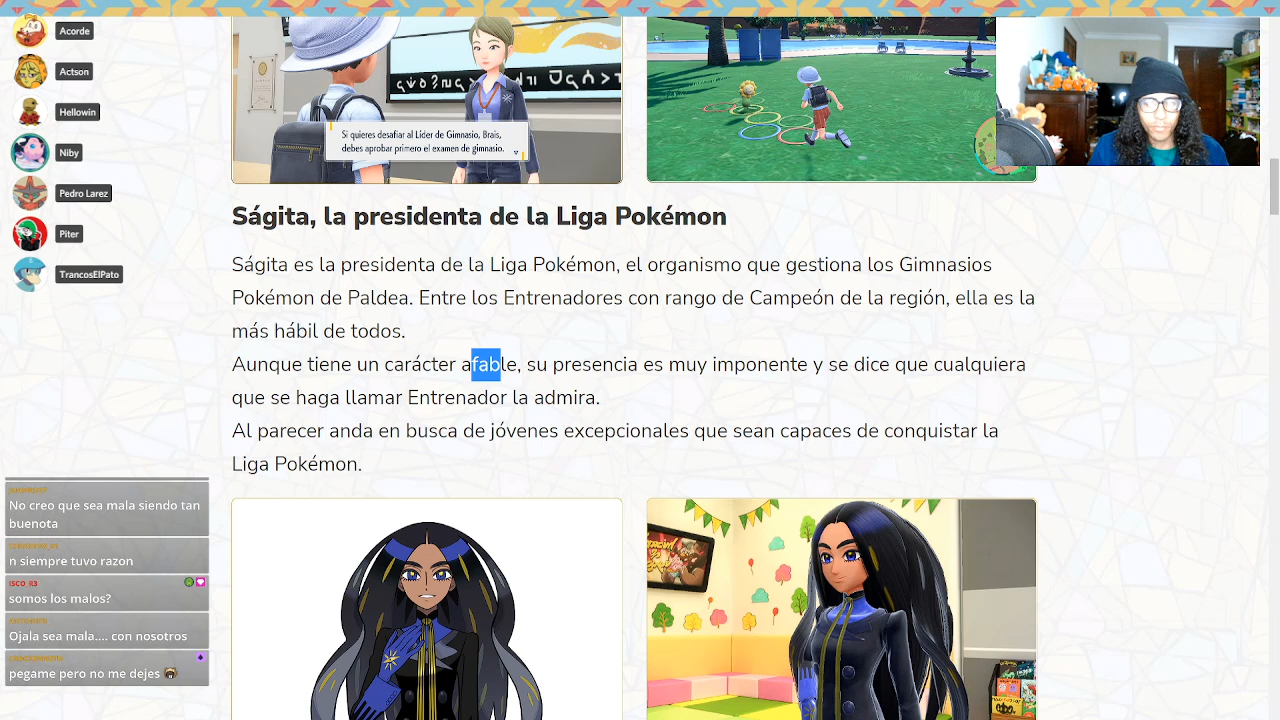 Acorde
Actson
Hellowin
Niby
Pedro Larez
Piter
TrancosElPato
Si quieres desafiar al Líder de Gimnasio, Brais,
debes aprobar primero el examen de gimnasio.
Ságita, la presidenta de la Liga Pokémon
Ságita es la presidenta de la Liga Pokémon, el organismo que gestiona los Gimnasios
Pokémon de Paldea. Entre los Entrenadores con rango de Campeón de la región, ella es la
más hábil de todos.
Aunque tiene un carácter afable, su presencia es muy imponente y se dice que cualquiera
que se haga llamar Entrenador la admira.
Al parecer anda en busca de jóvenes excepcionales que sean capaces de conquistar la
Liga Pokémon.
No creo que sea mala siendo tan
buenota
n siempre tuvo razon
ISCO_R3
somos los malos?
Ojala sea mala.... con nosotros
pegame pero no me dejes